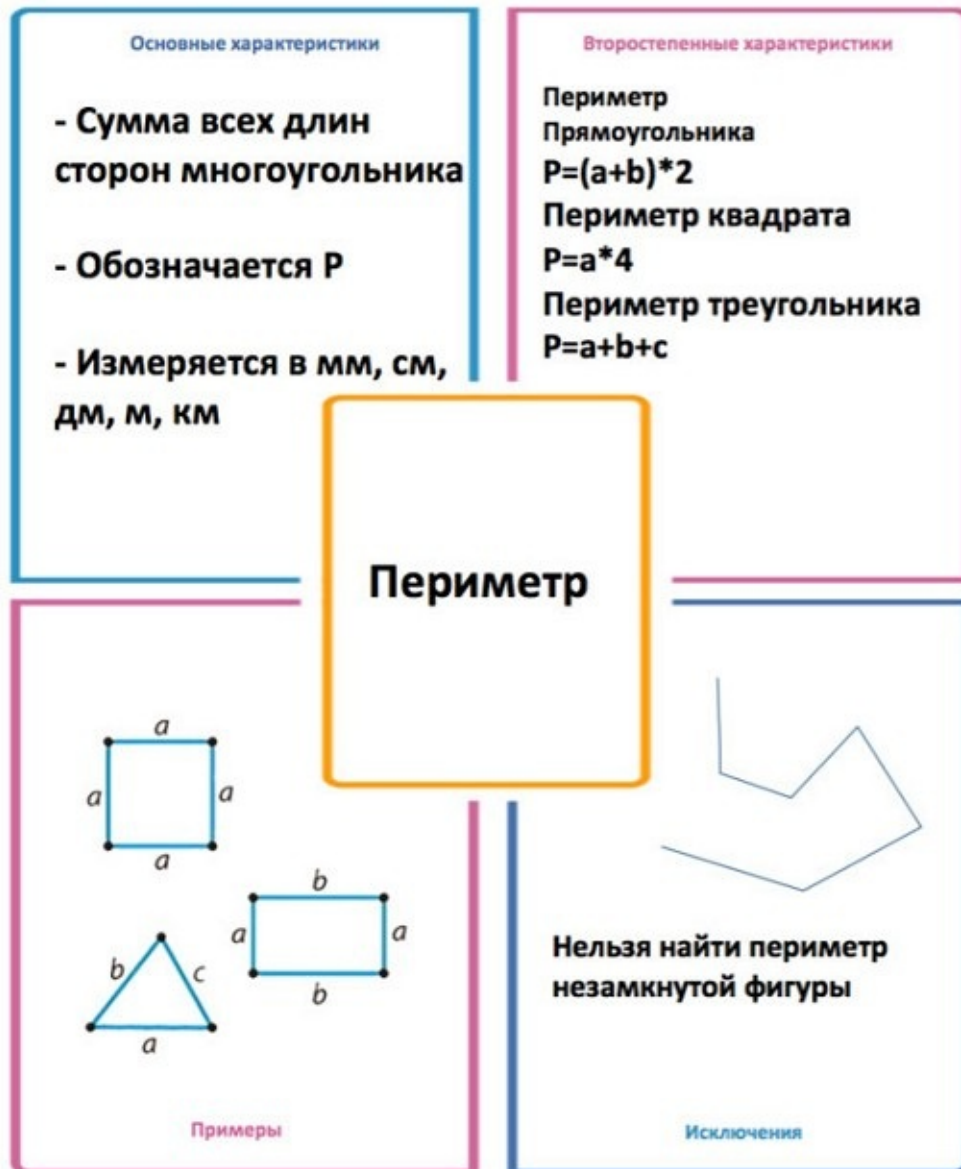 Основные характеристики
- Сумма всех длин
сторон многоугольника
- Обозначается P
- Измеряется в мм, см,
дм, м, км
Второстепенные характеристики
Периметр
Прямоугольника
P=(a+b)*2
Периметр квадрата
P=a*4
Периметр треугольника
P=a+b+c
Периметр
a
a
a
a
b
a
a
b
b
c
a
Примеры
Нельзя найти периметр
незамкнутой фигуры
Исключения